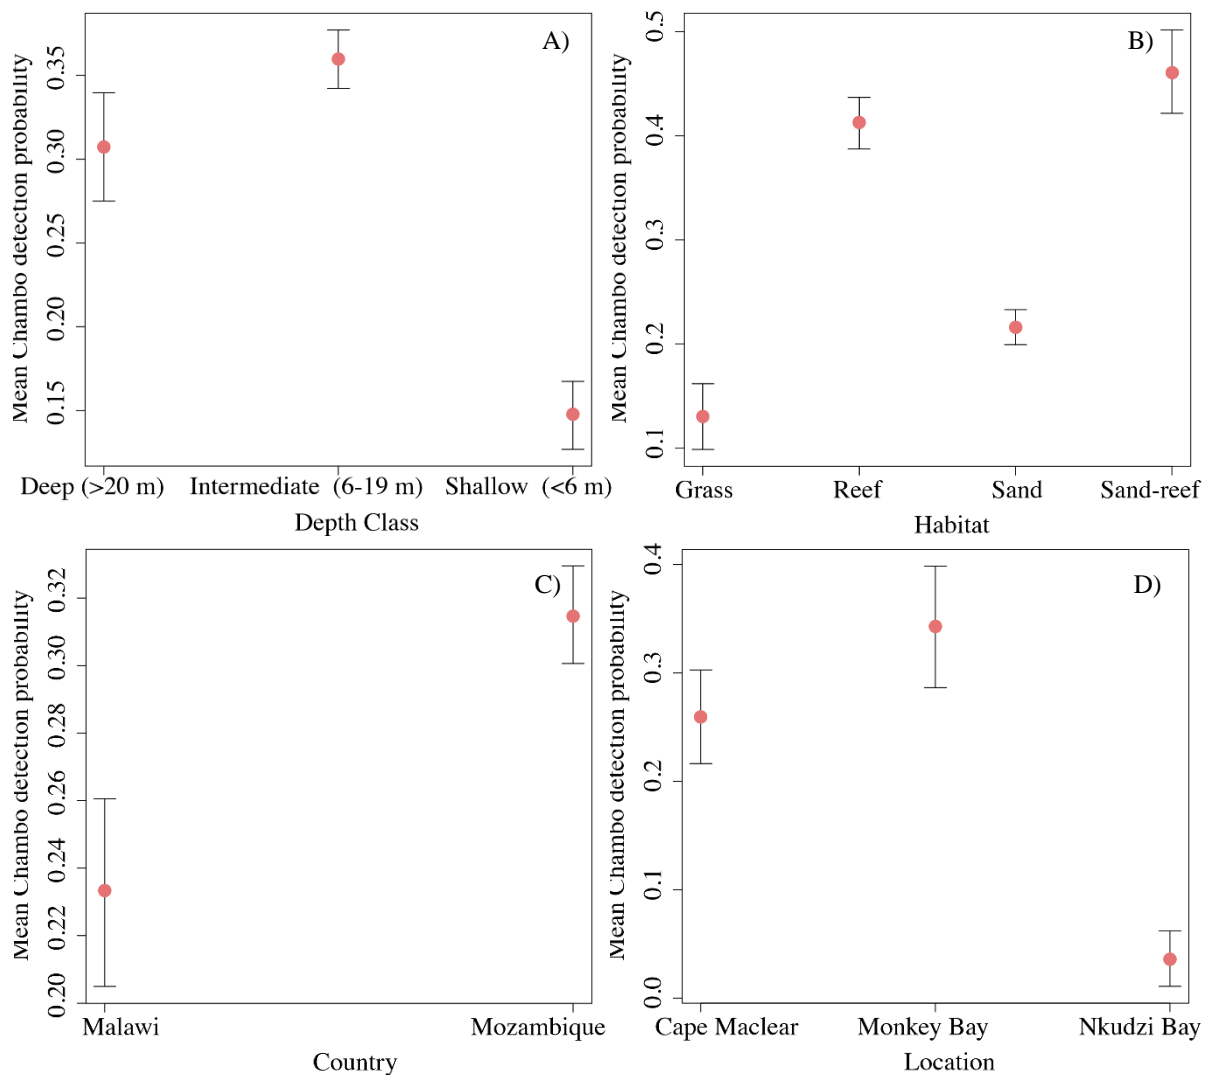 A)
Mean Chambo detection probability
0.35
0.30
0.25
0.20
0.15
Deep (>20 m) Intermediate (6-19 m) Shallow (<6 m)
Depth Class
B)
Mean Chambo detection probability
0.5
0.4
0.3
0.2
0.1
Grass Reef Sand Sand-reef
Habitat
C)
Mean Chambo detection probability
0.32
0.30
0.28
0.26
0.24
0.22
0.20
Malawi Mozambique
Country
D)
Mean Chambo detection probability
0.4
0.3
0.2
0.1
0.0
Cape Maclear Monkey Bay Nkudzi Bay
Location